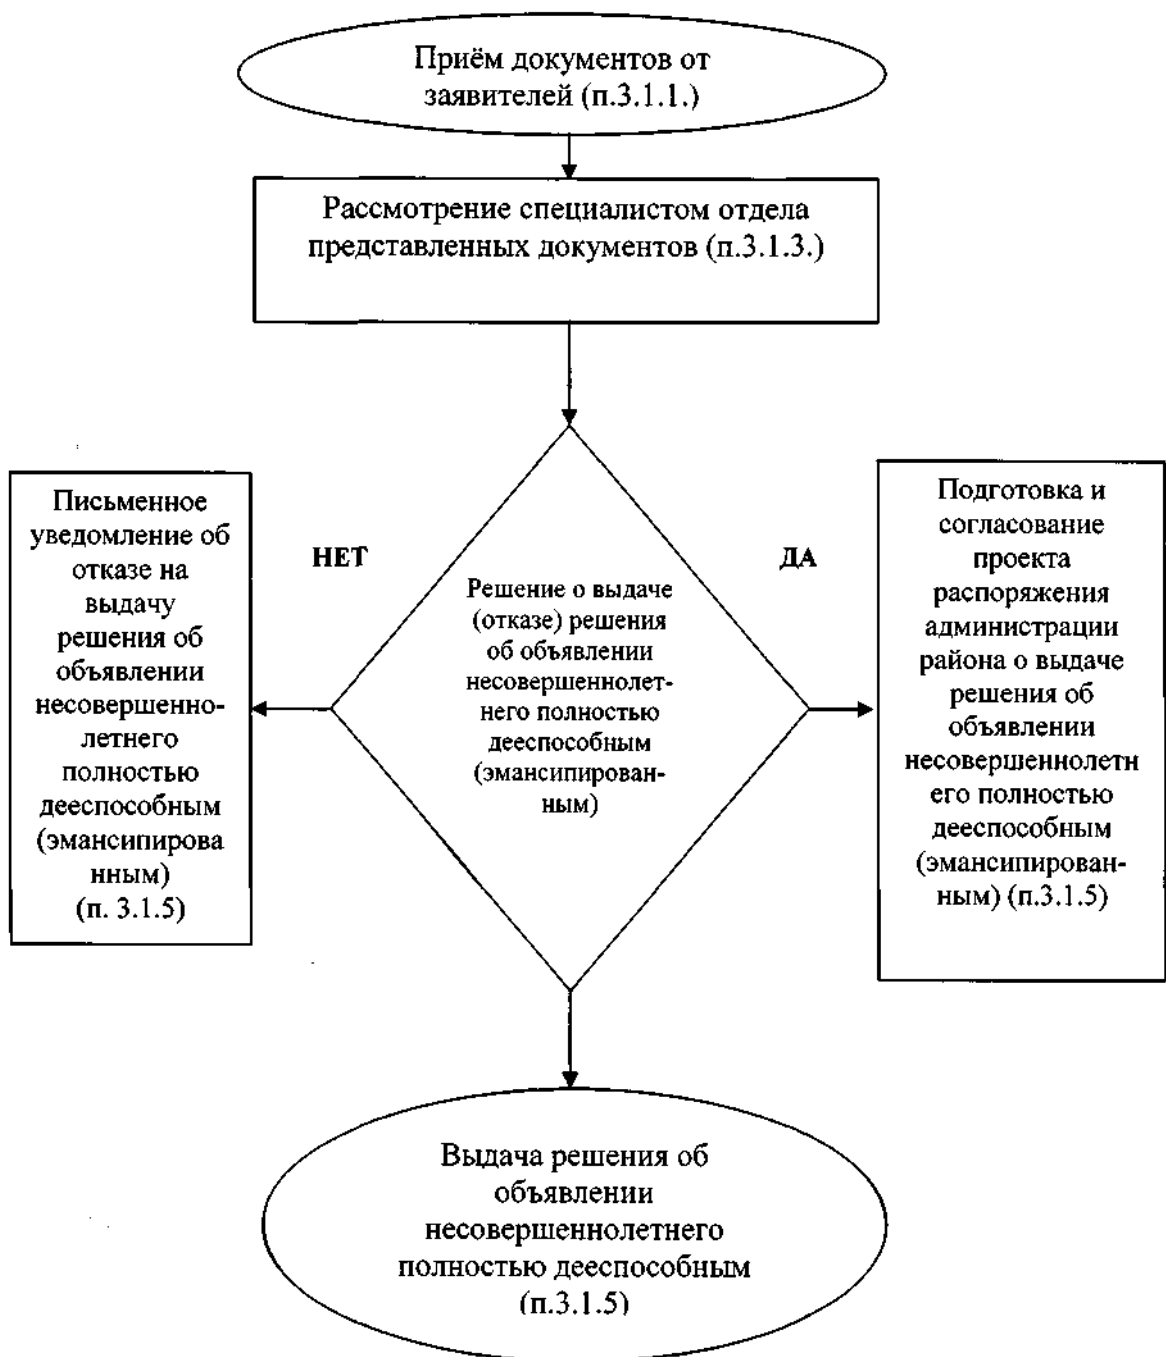 Приём документов от
заявителей (п.3.1.1.)
Рассмотрение специалистом отдела
представленных документов (п.3.1.3.)
Письменное
уведомление об
отказе на
выдачу
решения об
объявлении
несовершенно-
летнего
полностью
дееспособным
(эмансипирова
нным)
(п. 3.1.5)
НЕТ
Решение о выдаче
(отказе) решения
об объявлении
несовершеннолет-
него полностью
дееспособным
(эмансипирован-
ным)
ДА
Подготовка и
согласование
проекта
распоряжения
администрации
района о выдаче
решения об
объявлении
несовершеннолетн
его полностью
дееспособным
(эмансипирован-
ным) (п.3.1.5)
Выдача решения об
объявлении
несовершеннолетнего
полностью дееспособным
(п.3.1.5)